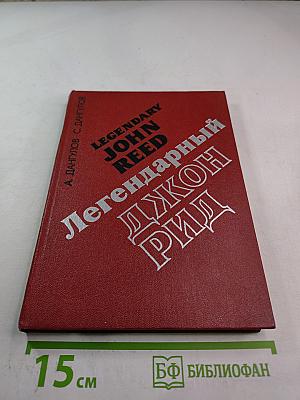 А. ДАНГУЛОВ · С. ДАНГУЛОВ
LEGENDARY
JOHN
REED
Легендарный
ДЖОН
РИД
15 см
БФ БИБЛИОФАН